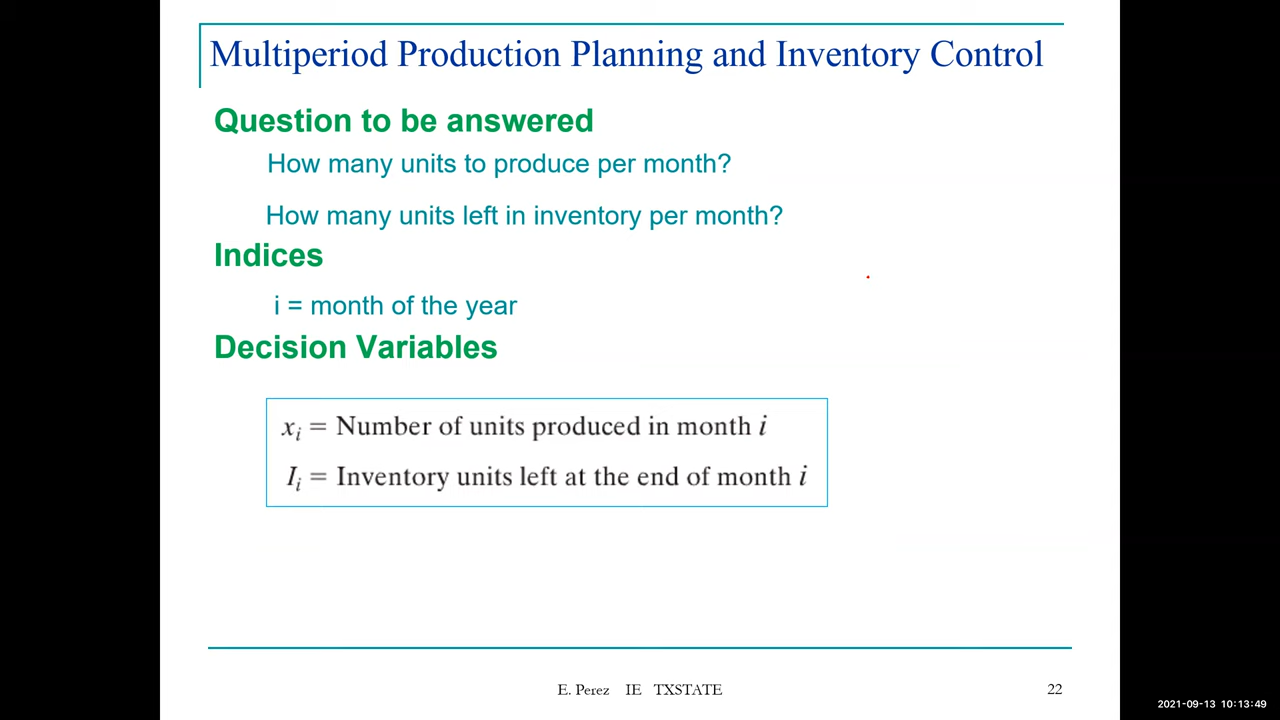 Multiperiod Production Planning and Inventory Control
Question to be answered
How many units to produce per month?
How many units left in inventory per month?
Indices
i = month of the year
Decision Variables
xᵢ = Number of units produced in month i
Iᵢ = Inventory units left at the end of month i
E. Perez IE TXSTATE
22
2021-09-13 10:13:49